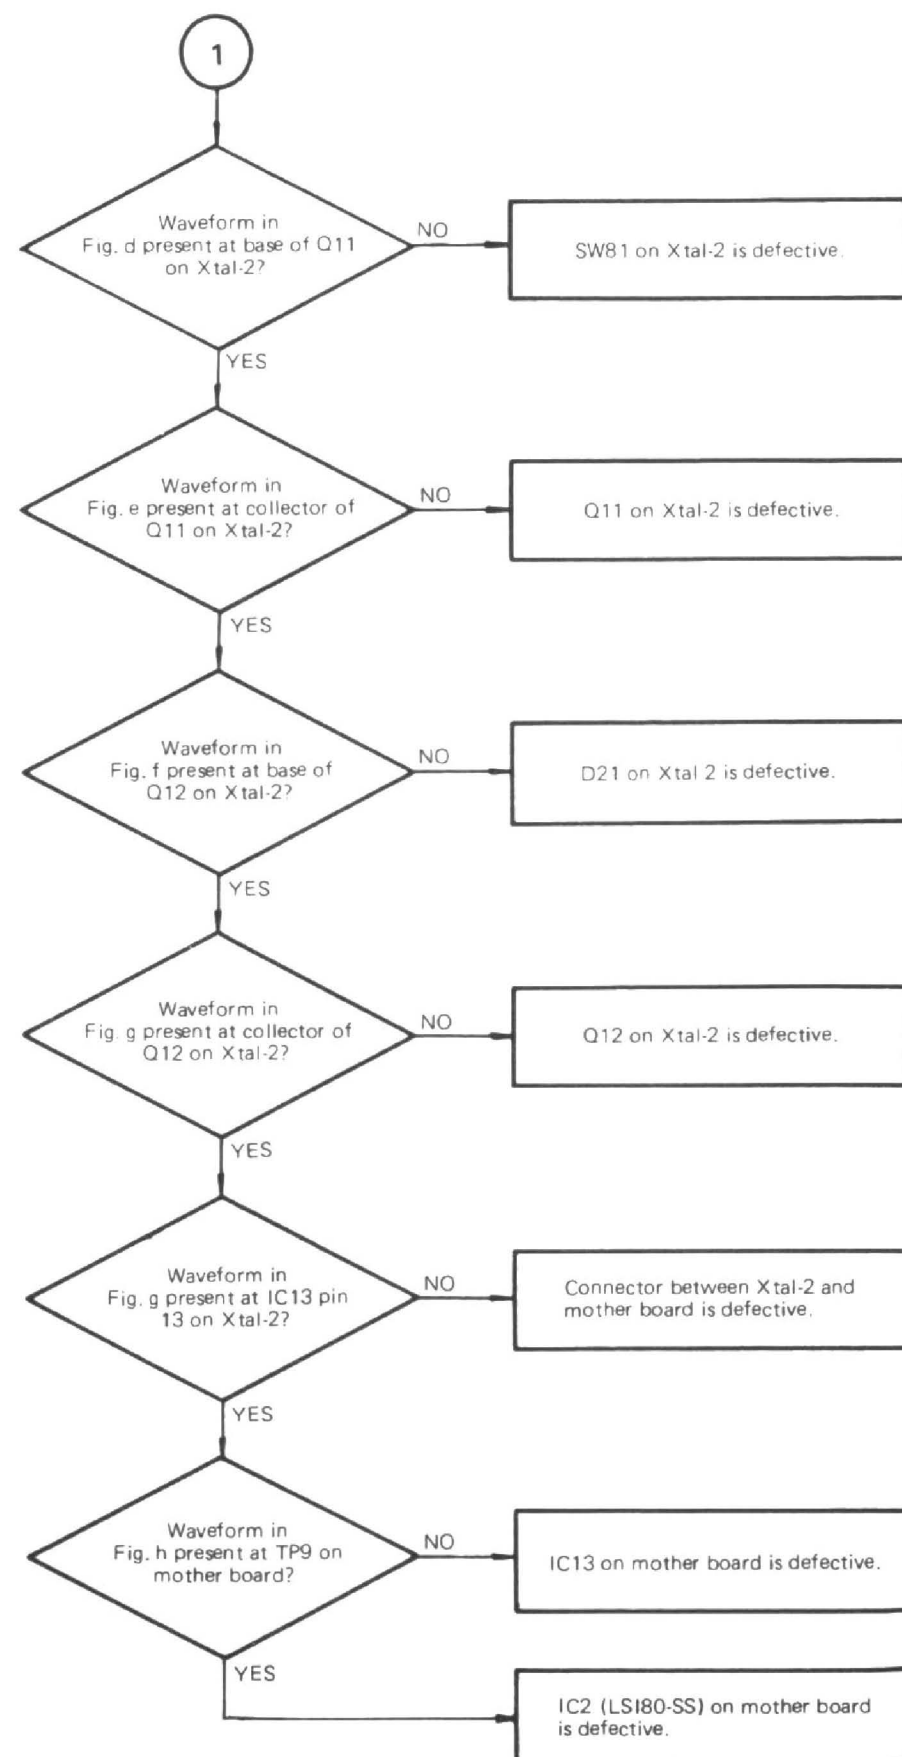 1
Waveform in
Fig. d present at base of Q11
on Xtal-2?
NO
SW81 on Xtal-2 is defective.
YES
Waveform in
Fig. e present at collector of
Q11 on Xtal-2?
NO
Q11 on Xtal-2 is defective.
YES
Waveform in
Fig. f present at base of
Q12 on Xtal-2?
NO
D21 on Xtal 2 is defective.
YES
Waveform in
Fig. g present at collector of
Q12 on Xtal-2?
NO
Q12 on Xtal-2 is defective.
YES
Waveform in
Fig. g present at IC13 pin
13 on Xtal-2?
NO
Connector between Xtal-2 and
mother board is defective.
YES
Waveform in
Fig. h present at TP9 on
mother board?
NO
IC13 on mother board is defective.
YES
IC2 (LSI80-SS) on mother board
is defective.